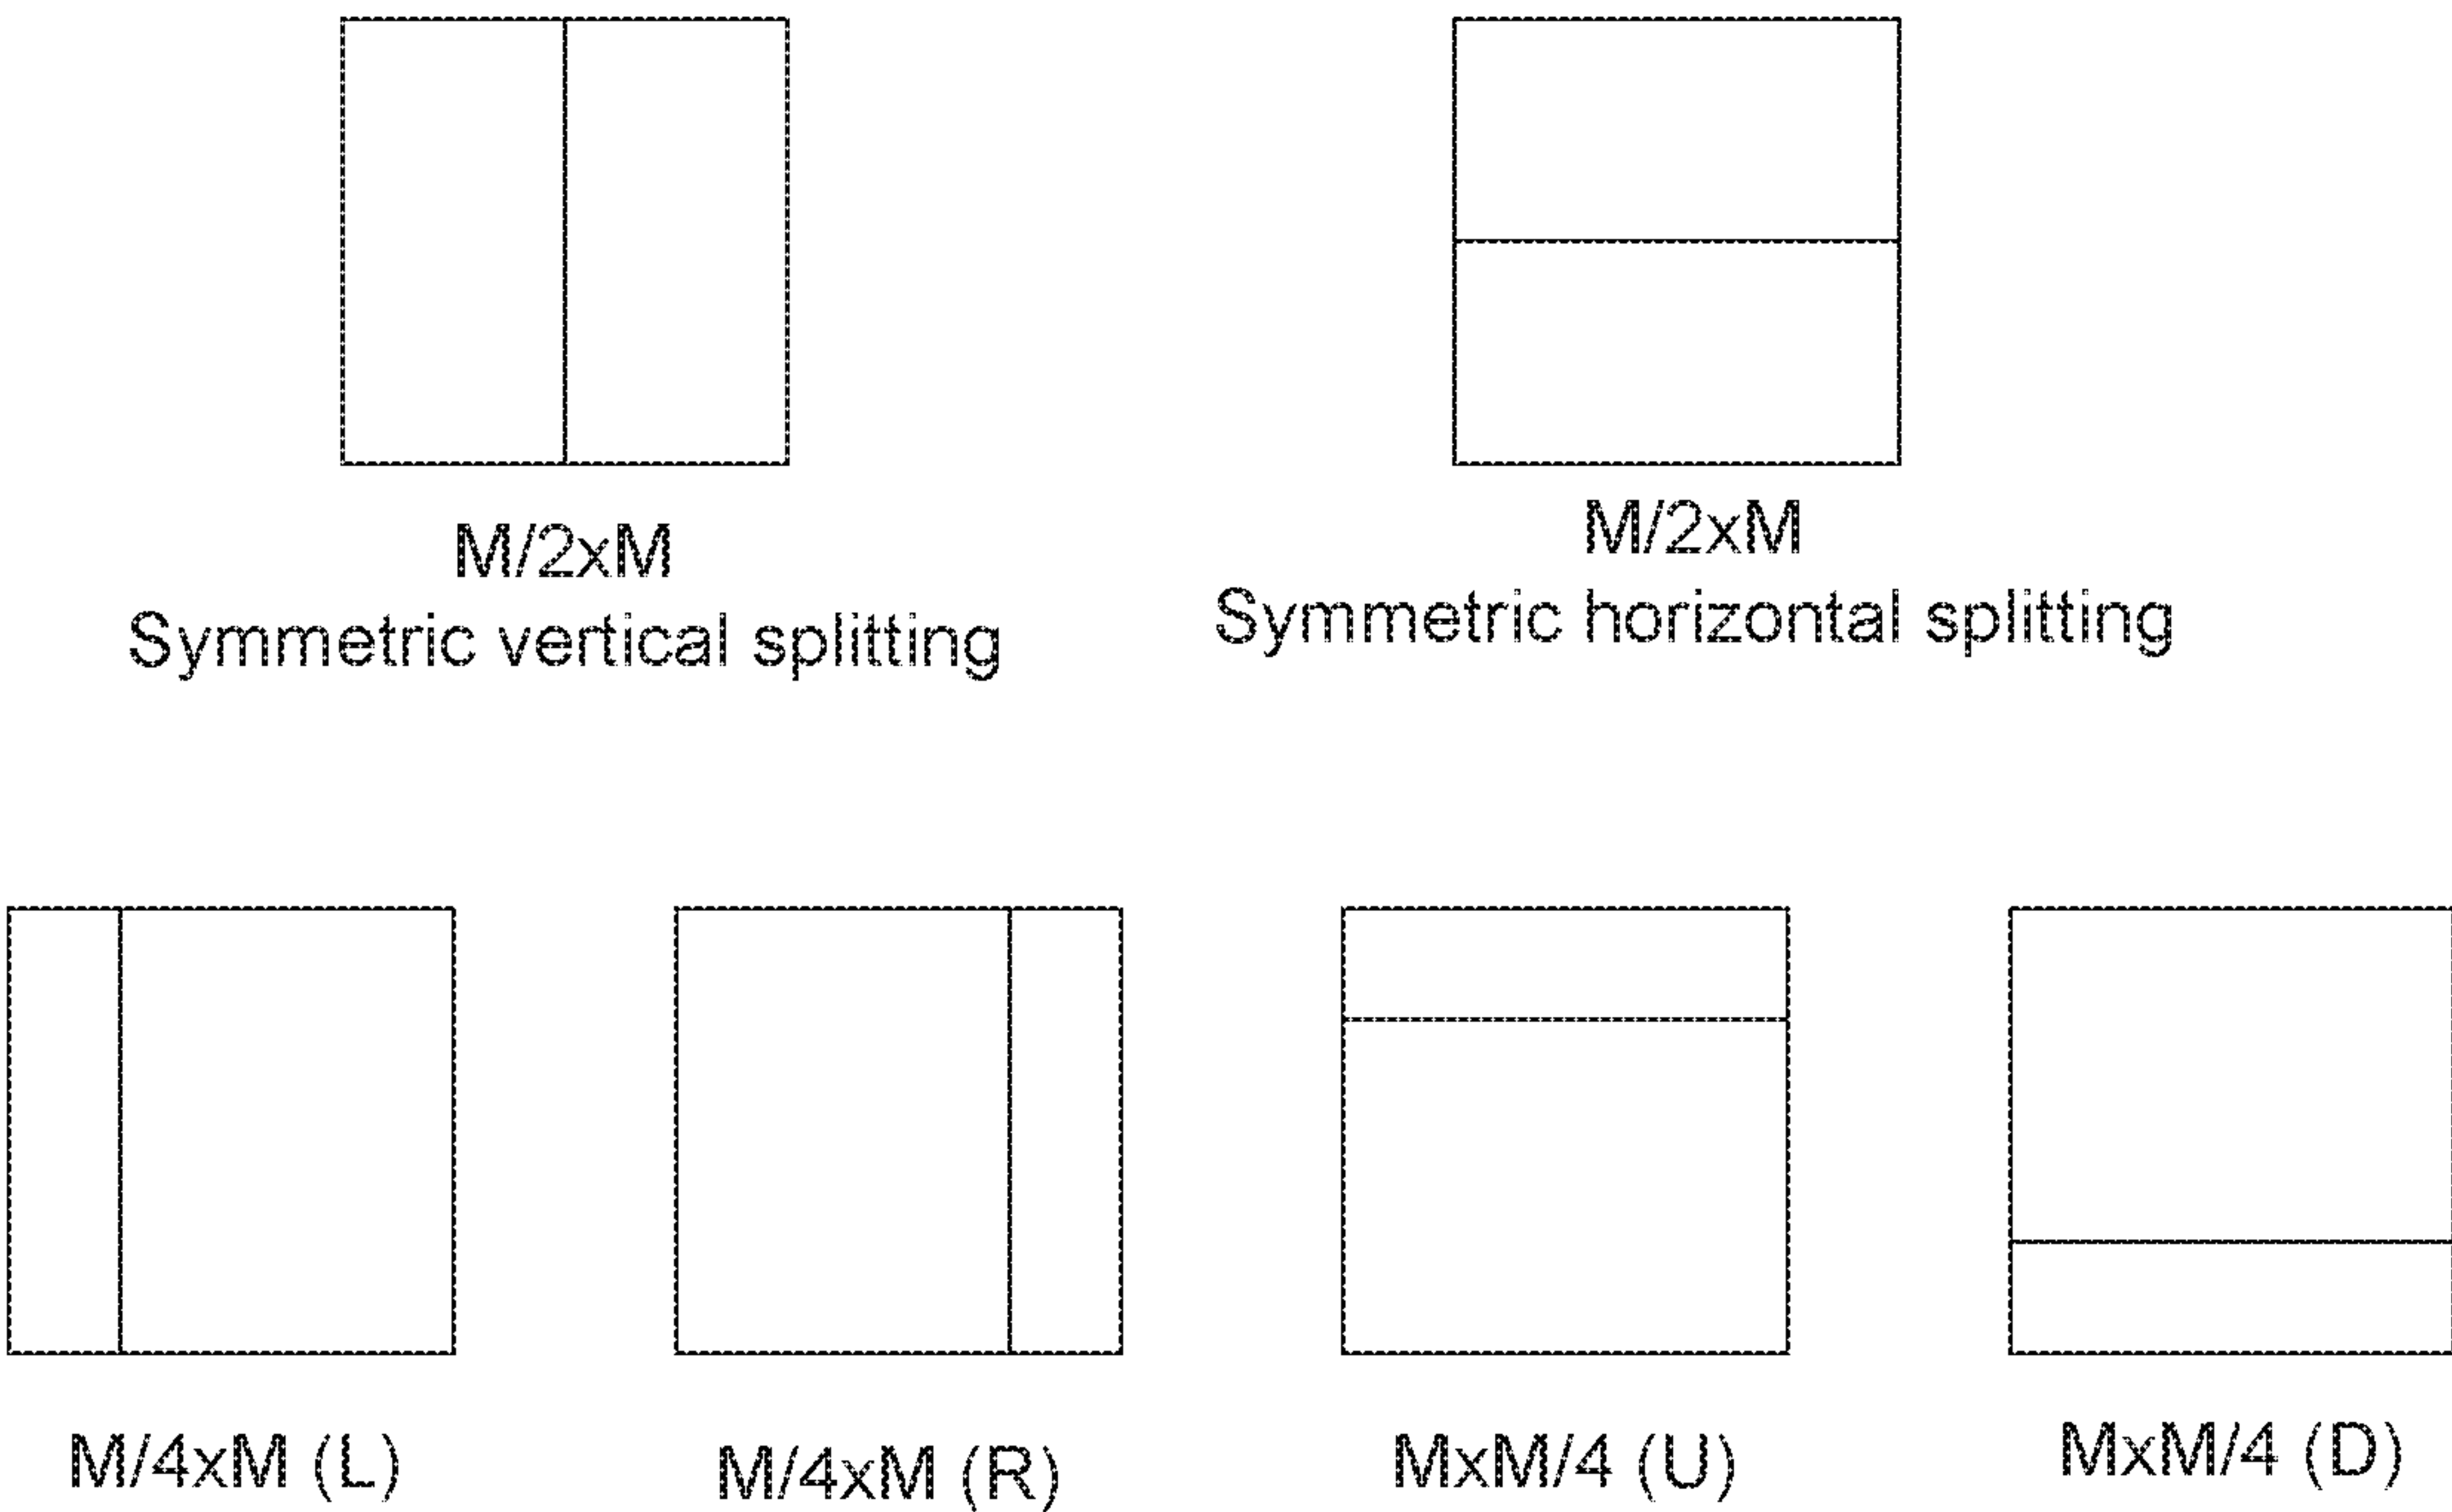 M/2xM
Symmetric vertical splitting
M/2xM
Symmetric horizontal splitting
M/4xM (L)
M/4xM (R)
MxM/4 (U)
MxM/4 (D)